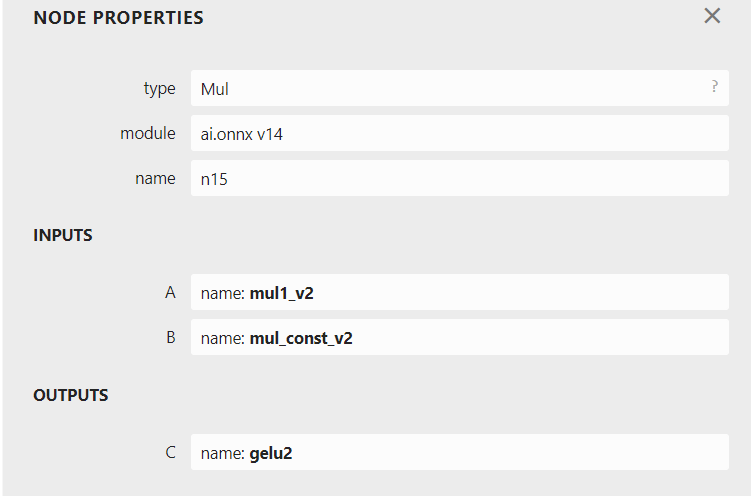 NODE PROPERTIES
type Mul ?
module ai.onnx v14
name n15
INPUTS
A name: mul1_v2
B name: mul_const_v2
OUTPUTS
C name: gelu2